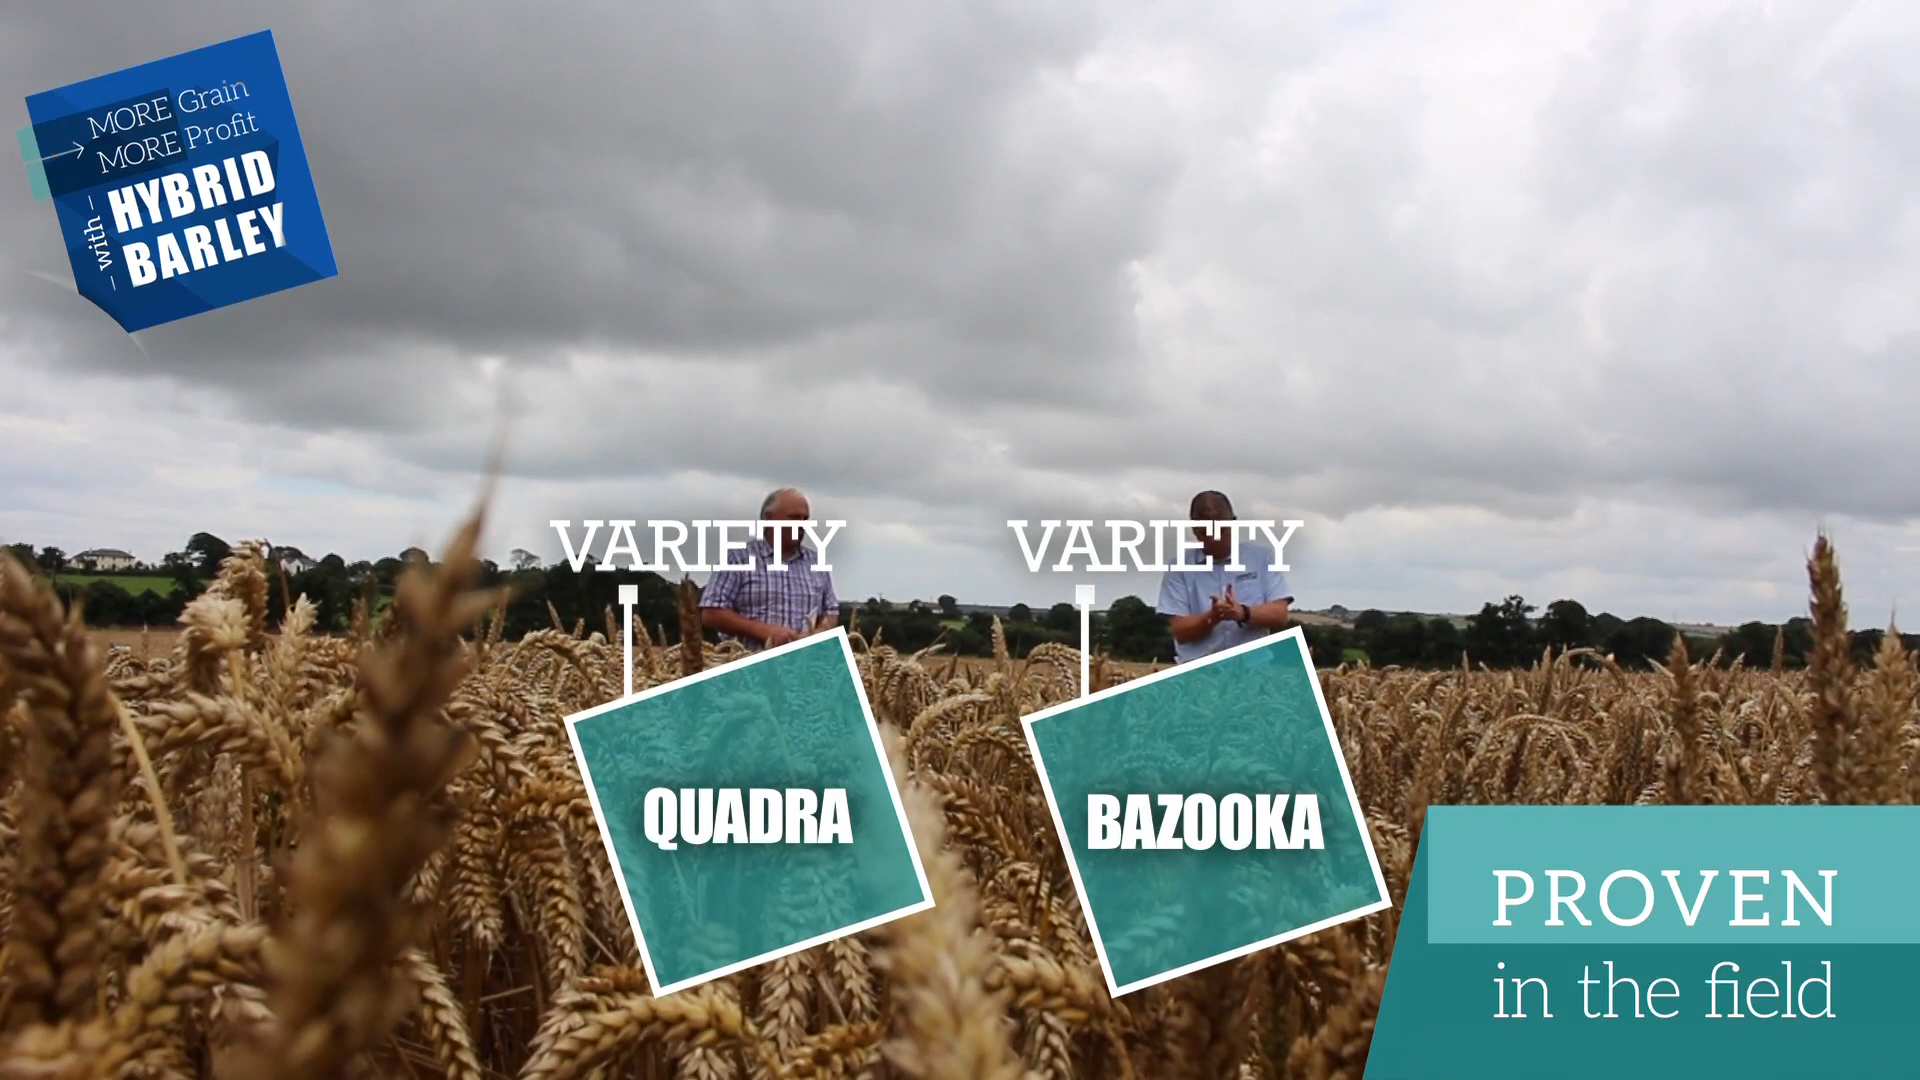 MORE Grain
MORE Profit
– with –
HYBRID
BARLEY
VARIETY
QUADRA
VARIETY
BAZOOKA
PROVEN
in the field